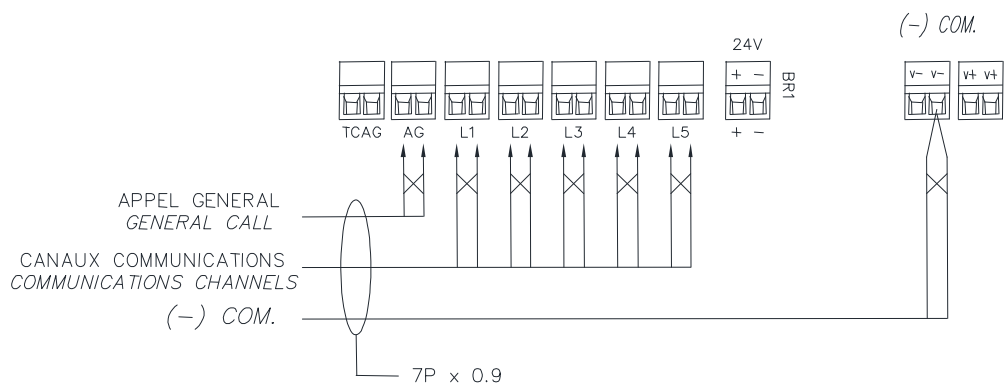 (-) COM.
24V
+ - BR1 V- V- V+ V+
TCAG AG L1 L2 L3 L4 L5 + -
APPEL GENERAL
GENERAL CALL
CANAUX COMMUNICATIONS
COMMUNICATIONS CHANNELS
(-) COM.
7P x 0.9